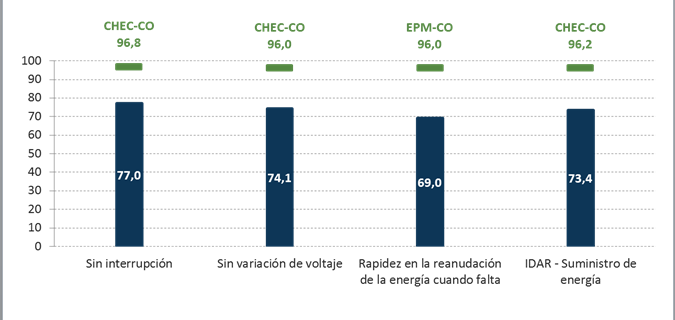 CHEC-CO
96,8
CHEC-CO
96,0
EPM-CO
96,0
CHEC-CO
96,2
100
90
80
70
60
50
40
30
20
10
0
77,0
74,1
69,0
73,4
Sin interrupción
Sin variación de voltaje
Rapidez en la reanudación
de la energía cuando falta
IDAR - Suministro de
energía